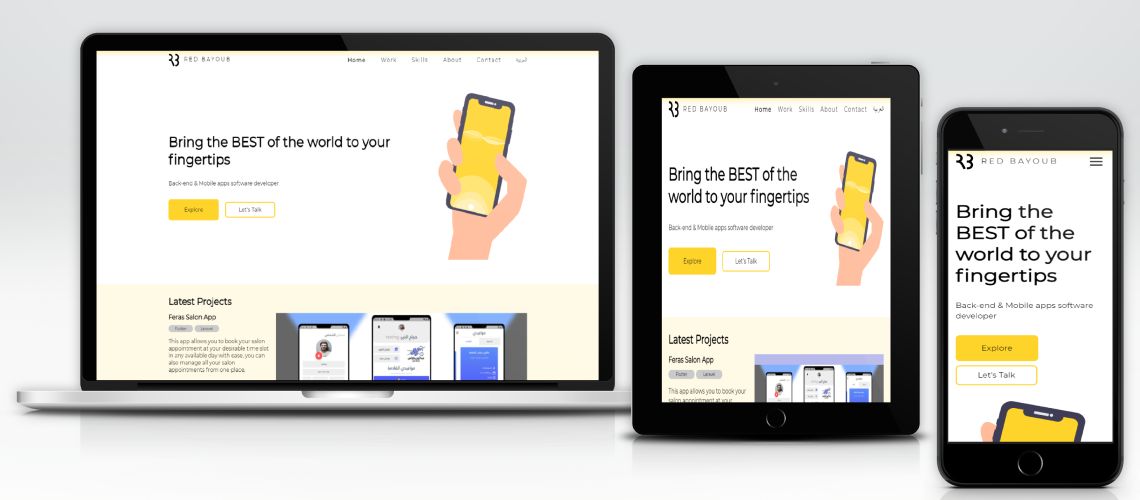 RED BAYOUB
Home Work Skills About Contact العربية
Bring the BEST of the world to your
fingertips
Back-end & Mobile apps software developer
Explore Let's Talk
Latest Projects
Feras Salon App
Flutter Laravel
This app allows you to book your salon
appointment at your desirable time slot
in any available day with ease, you can
also manage all your salon
appointments from one place.
RED BAYOUB
Home Work Skills About Contact العربية
Bring the BEST of the
world to your fingertips
Back-end & Mobile apps software developer
Explore Let's Talk
Latest Projects
Feras Salon App
Flutter Laravel
This app allows you to book your
salon appointment at your
RED BAYOUB
Bring the
BEST of the
world to your
fingertips
Back-end & Mobile apps software
developer
Explore
Let's Talk